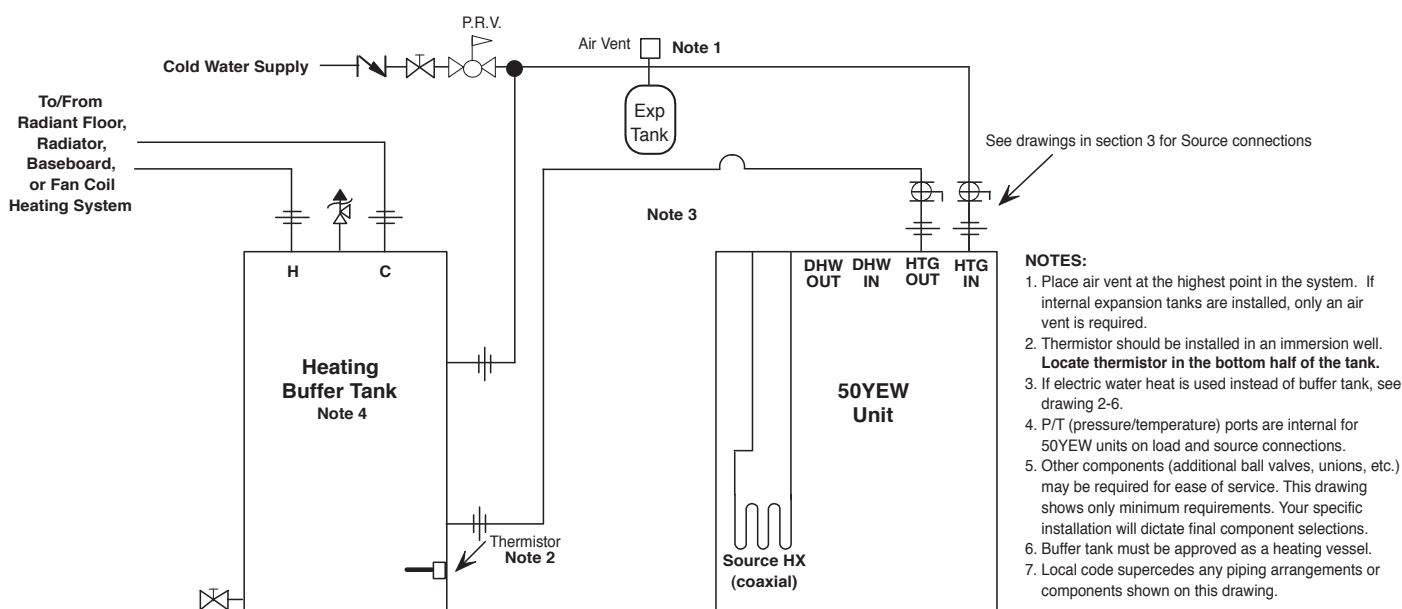 P.R.V.
Air Vent
Note 1
Cold Water Supply
Exp
Tank
To/From
Radiant Floor,
Radiator,
Baseboard,
or Fan Coil
Heating System
See drawings in section 3 for Source connections
Note 3
H
C
DHW
OUT
DHW
IN
HTG
OUT
HTG
IN
Heating
Buffer Tank
Note 4
50YEW
Unit
Thermistor
Note 2
Source HX
(coaxial)
NOTES:
1. Place air vent at the highest point in the system. If
internal expansion tanks are installed, only an air
vent is required.
2. Thermistor should be installed in an immersion well.
Locate thermistor in the bottom half of the tank.
3. If electric water heat is used instead of buffer tank, see
drawing 2-6.
4. P/T (pressure/temperature) ports are internal for
50YEW units on load and source connections.
5. Other components (additional ball valves, unions, etc.)
may be required for ease of service. This drawing
shows only minimum requirements. Your specific
installation will dictate final component selections.
6. Buffer tank must be approved as a heating vessel.
7. Local code supercedes any piping arrangements or
components shown on this drawing.